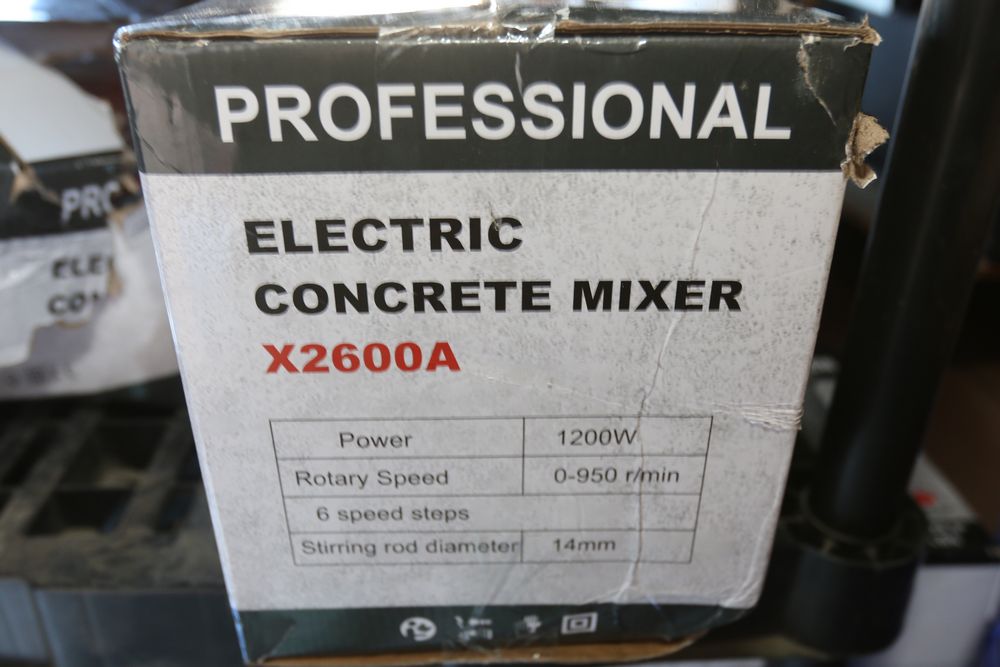 PROFESSIONAL
ELECTRIC
CONCRETE MIXER
X2600A
Power 1200W
Rotary Speed 0-950 r/min
6 speed steps
Stirring rod diameter 14mm
PRO
ELE
CO